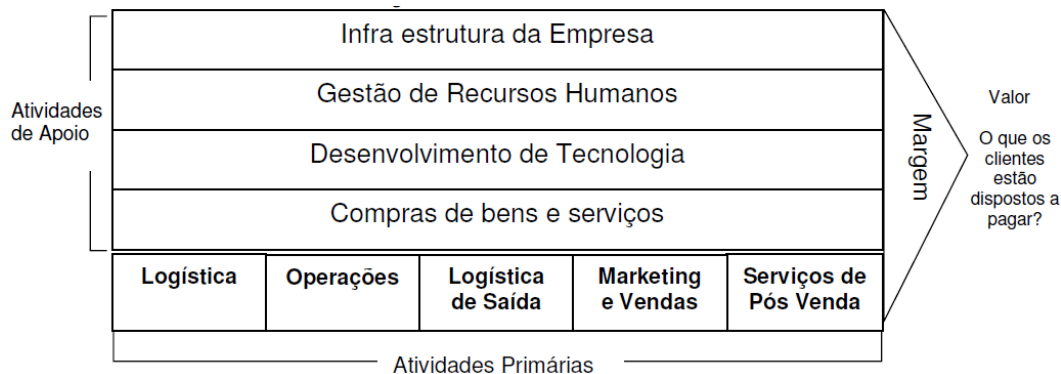 Infra estrutura da Empresa
Gestão de Recursos Humanos
Desenvolvimento de Tecnologia
Compras de bens e serviços
Atividades
de Apoio
Logística
Operações
Logística
de Saída
Marketing
e Vendas
Serviços de
Pós Venda
Atividades Primárias
Margem
Valor
O que os
clientes
estão
dispostos a
pagar?